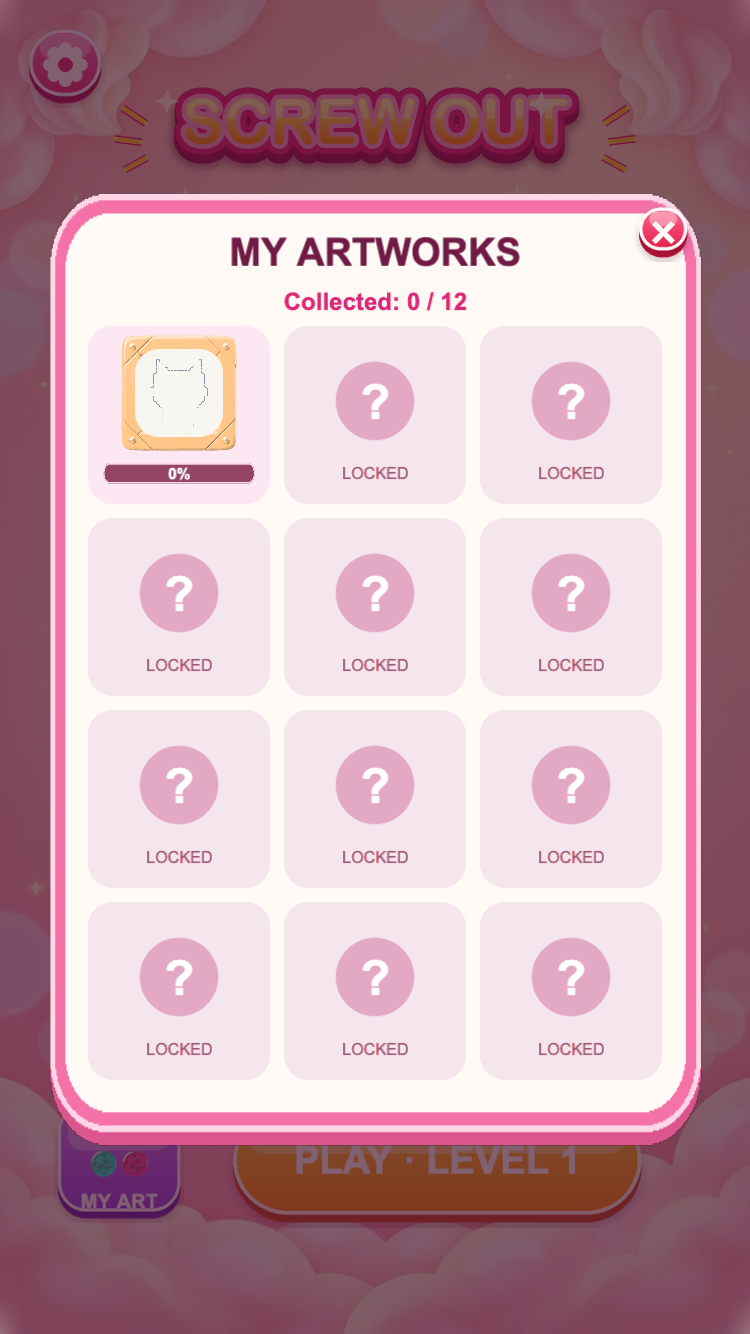 SCREW OUT
MY ARTWORKS
Collected: 0 / 12
0%
?
LOCKED
?
LOCKED
?
LOCKED
?
LOCKED
?
LOCKED
?
LOCKED
?
LOCKED
?
LOCKED
?
LOCKED
?
LOCKED
?
LOCKED
MY ART
PLAY · LEVEL 1